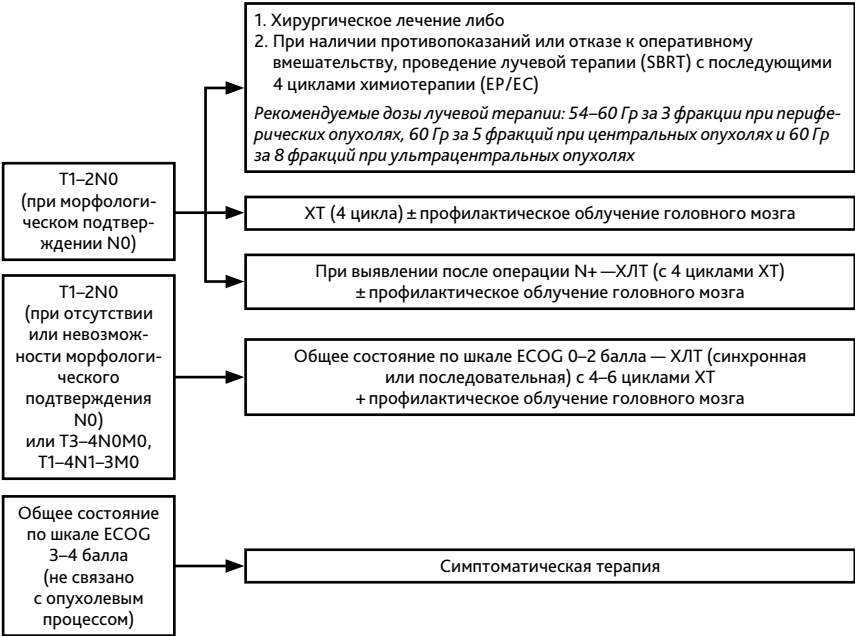 1. Хирургическое лечение либо
2. При наличии противопоказаний или отказе к оперативному
вмешательству, проведение лучевой терапии (SBRT) с последующими
4 циклами химиотерапии (EP/EC)
Рекомендуемые дозы лучевой терапии: 54–60 Гр за 3 фракции при перифе-
рических опухолях, 60 Гр за 5 фракций при центральных опухолях и 60 Гр
за 8 фракций при ультрацентральных опухолях
T1–2N0
(при морфологи-
ческом подтвер-
ждении N0)
ХТ (4 цикла) ± профилактическое облучение головного мозга
При выявлении после операции N+ —ХЛТ (с 4 циклами ХТ)
± профилактическое облучение головного мозга
T1–2N0
(при отсутствии
или невозмож-
ности морфологи-
ческого
подтверждения
N0)
или T3–4N0M0,
T1–4N1–3M0
Общее состояние по шкале ECOG 0–2 балла — ХЛТ (синхронная
или последовательная) с 4–6 циклами ХТ
+ профилактическое облучение головного мозга
Общее состояние
по шкале ECOG
3–4 балла
(не связано
с опухолевым
процессом)
Симптоматическая терапия